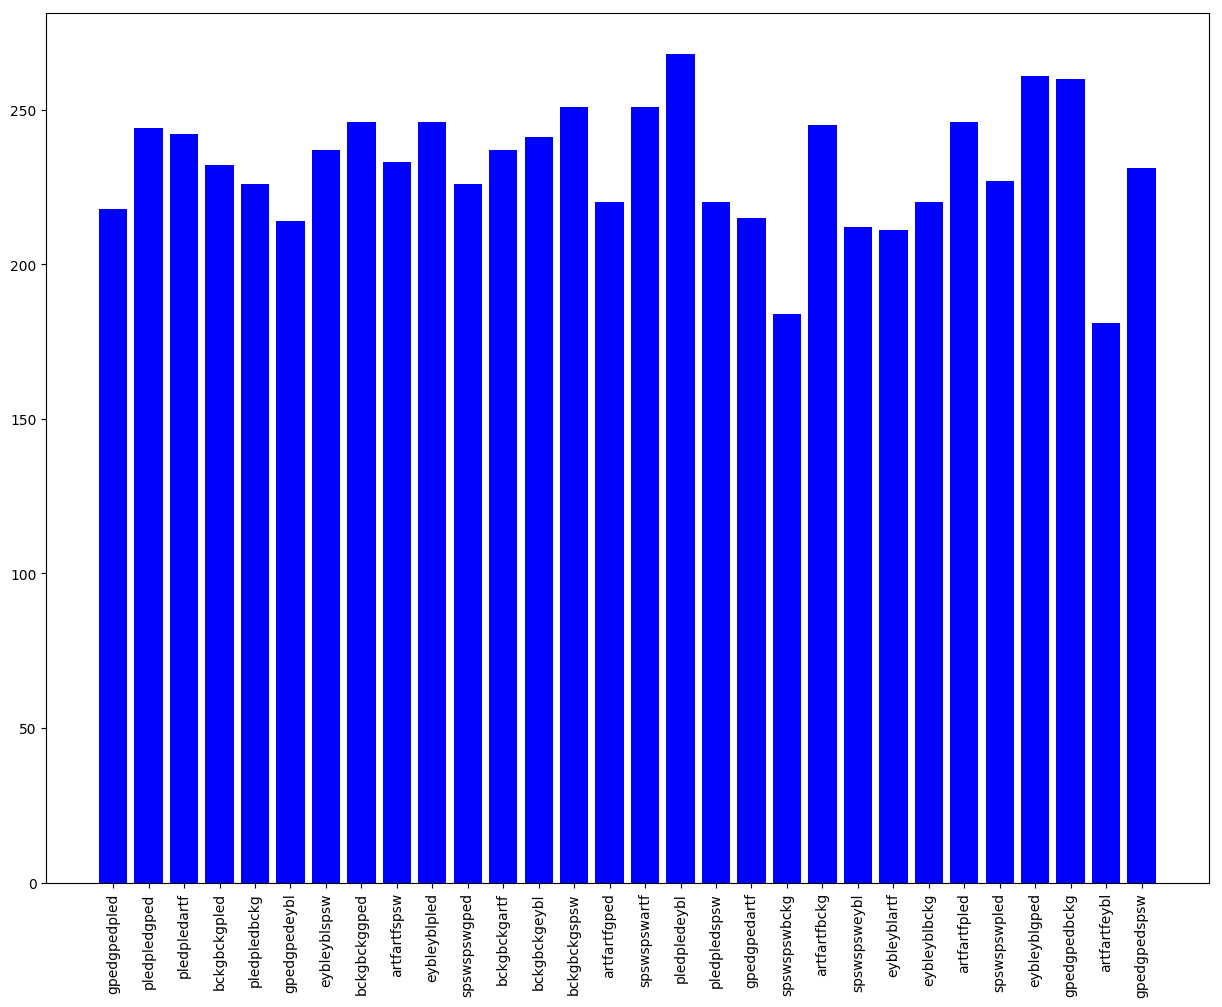 250
200
150
100
50
0
gpedgpedpled
pledpledgped
pledpledartf
bckgbckgpled
pledpledbckg
gpedgpedeybl
eybleyblspsw
bckgbckggped
artfartfspsw
eybleyblpled
spswspswgped
bckgbckgartf
bckgbckgeybl
bckgbckgspsw
artfartfgped
spswspswartf
pledpledeybl
pledpledspsw
gpedgpedartf
spswspswbckg
artfartfbckg
spswspsweybl
eybleyblartf
eybleyblbckg
artfartfpled
spswspswpled
eybleyblgped
gpedgpedbckg
artfartfeybl
gpedgpedspsw